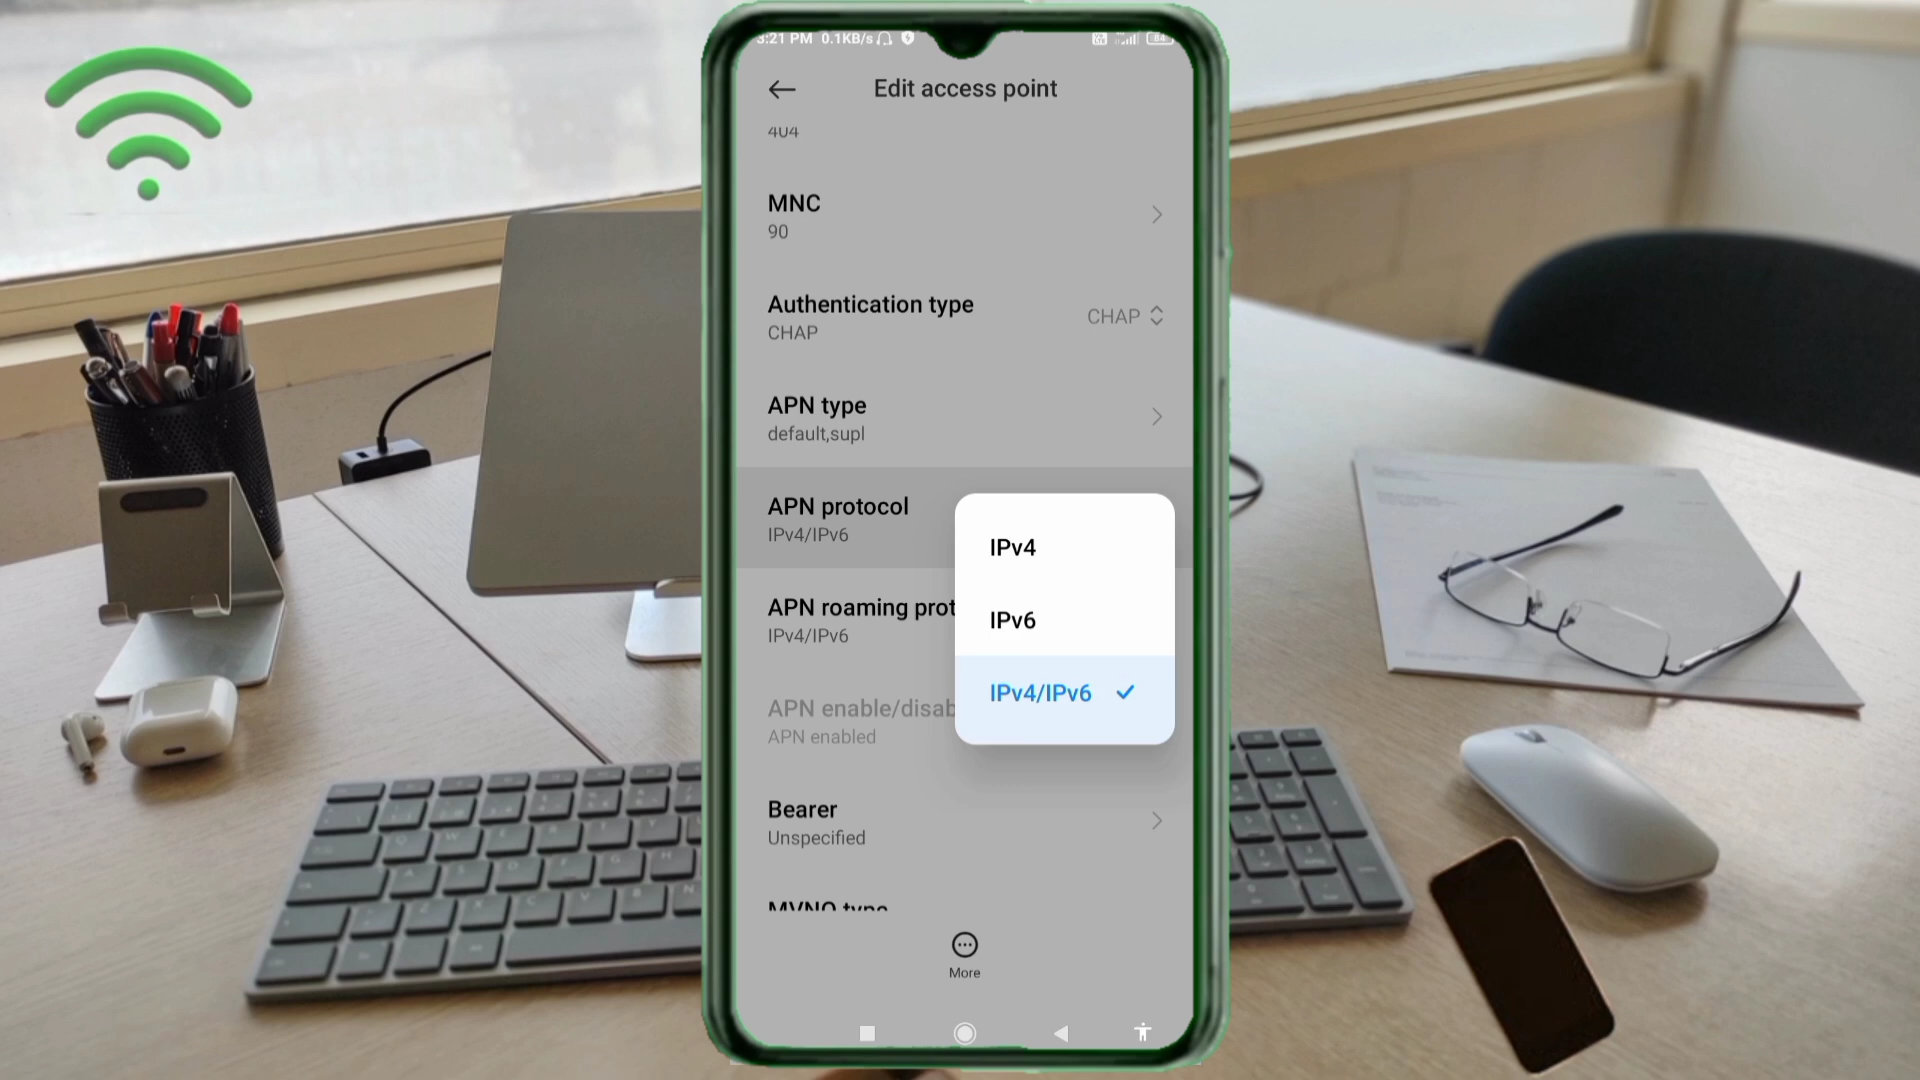 3:21 PM 0.1KB/s
Edit access point
404
MNC
90
Authentication type
CHAP
CHAP
APN type
default,supl
APN protocol
IPv4/IPv6
IPv4
IPv6
IPv4/IPv6
APN roaming prot
IPv4/IPv6
APN enable/disab
APN enabled
Bearer
Unspecified
MVNO type
More